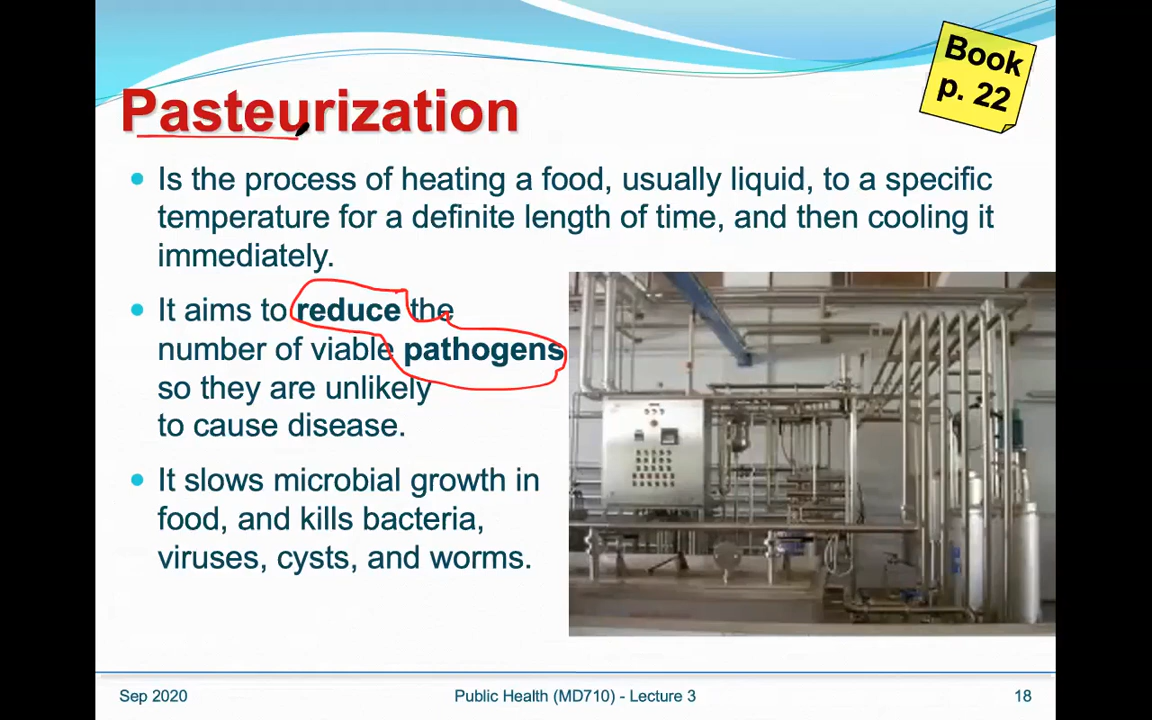 Book
p. 22
Pasteurization
• Is the process of heating a food, usually liquid, to a specific
temperature for a definite length of time, and then cooling it
immediately.
• It aims to reduce the
number of viable pathogens
so they are unlikely
to cause disease.
• It slows microbial growth in
food, and kills bacteria,
viruses, cysts, and worms.
Sep 2020
Public Health (MD710) - Lecture 3
18